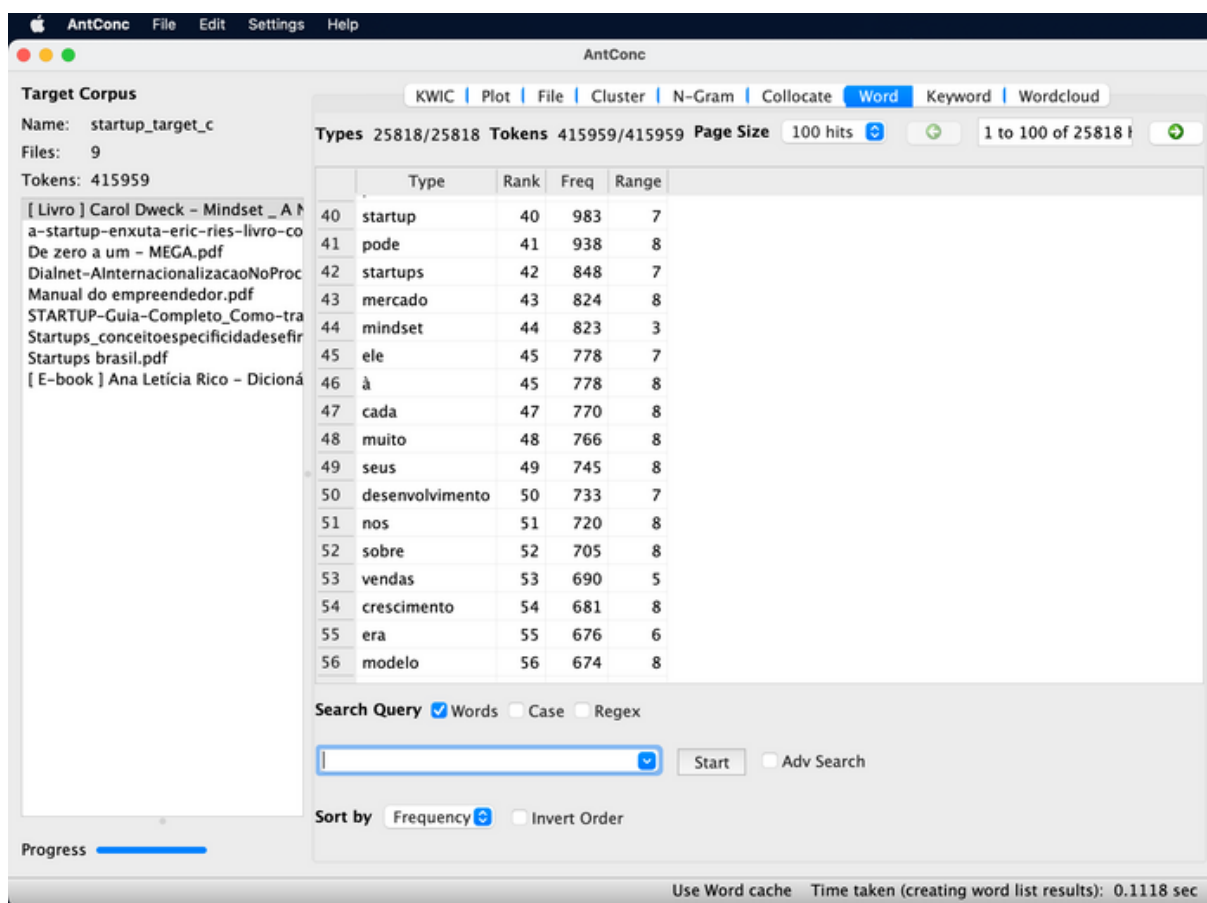 AntConc File Edit Settings Help
AntConc
Target Corpus
Name: startup_target_c
Files: 9
Tokens: 415959
[ Livro ] Carol Dweck - Mindset _ A N
a-startup-enxuta-eric-ries-livro-co
De zero a um - MEGA.pdf
Dialnet-AInternacionalizacaoNoProc
Manual do empreendedor.pdf
STARTUP-Guia-Completo_Como-tra
Startups_conceitoespecificidadesefir
Startups brasil.pdf
[ E-book ] Ana Letícia Rico - Dicioná
Progress
KWIC Plot File Cluster N-Gram Collocate Word Keyword Wordcloud
Types 25818/25818 Tokens 415959/415959 Page Size 100 hits 1 to 100 of 25818
Type Rank Freq Range
40 startup 40 983 7
41 pode 41 938 8
42 startups 42 848 7
43 mercado 43 824 8
44 mindset 44 823 3
45 ele 45 778 7
46 à 45 778 8
47 cada 47 770 8
48 muito 48 766 8
49 seus 49 745 8
50 desenvolvimento 50 733 7
51 nos 51 720 8
52 sobre 52 705 8
53 vendas 53 690 5
54 crescimento 54 681 8
55 era 55 676 6
56 modelo 56 674 8
Search Query Words Case Regex
Start Adv Search
Sort by Frequency Invert Order
Use Word cache Time taken (creating word list results): 0.1118 sec